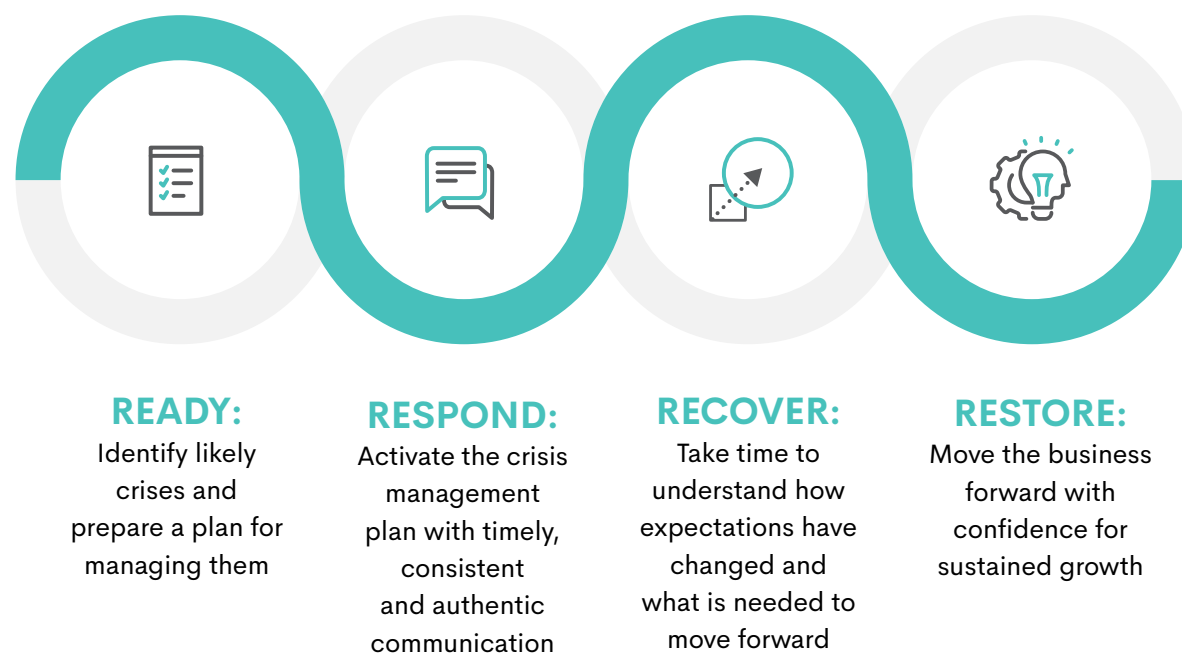 READY:
Identify likely
crises and
prepare a plan for
managing them
RESPOND:
Activate the crisis
management
plan with timely,
consistent
and authentic
communication
RECOVER:
Take time to
understand how
expectations have
changed and
what is needed to
move forward
RESTORE:
Move the business
forward with
confidence for
sustained growth